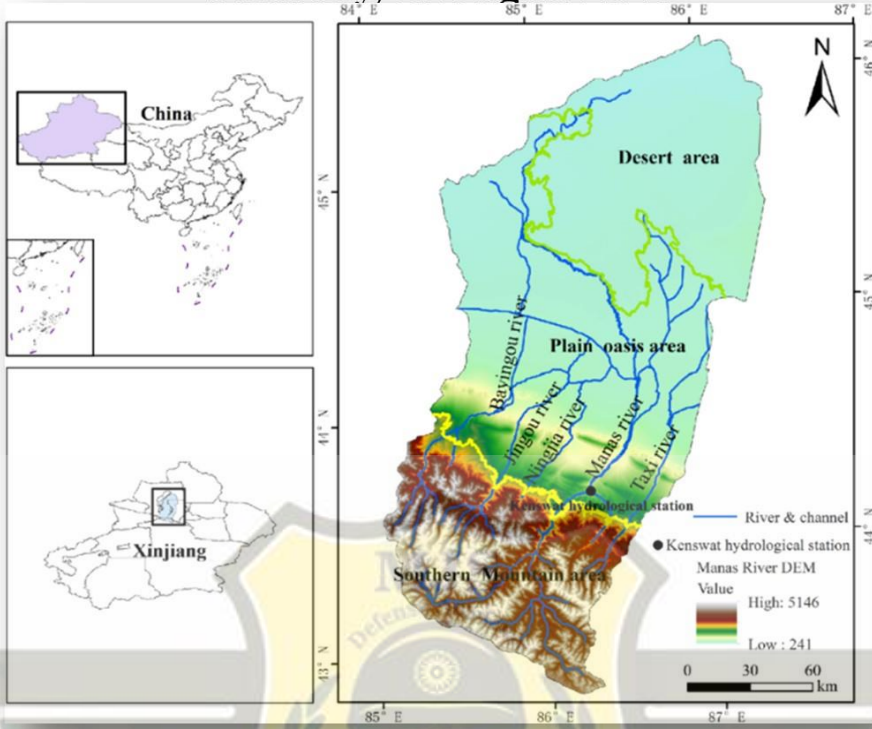 84° E
85° E
86° E
87° E
N
46° N
China
Desert area
45° N
45° N
Bayingou river
Plain oasis area
Jingou river
Ningjia river
Manas river
Taxi river
44° N
Kenswat hydrological station
River & channel
44° N
Kenswat hydrological station
Xinjiang
Manas River DEM
Southern Mountain area
Value
High: 5146
Low : 241
43° N
0 30 60
km
85° E
86° E
87° E